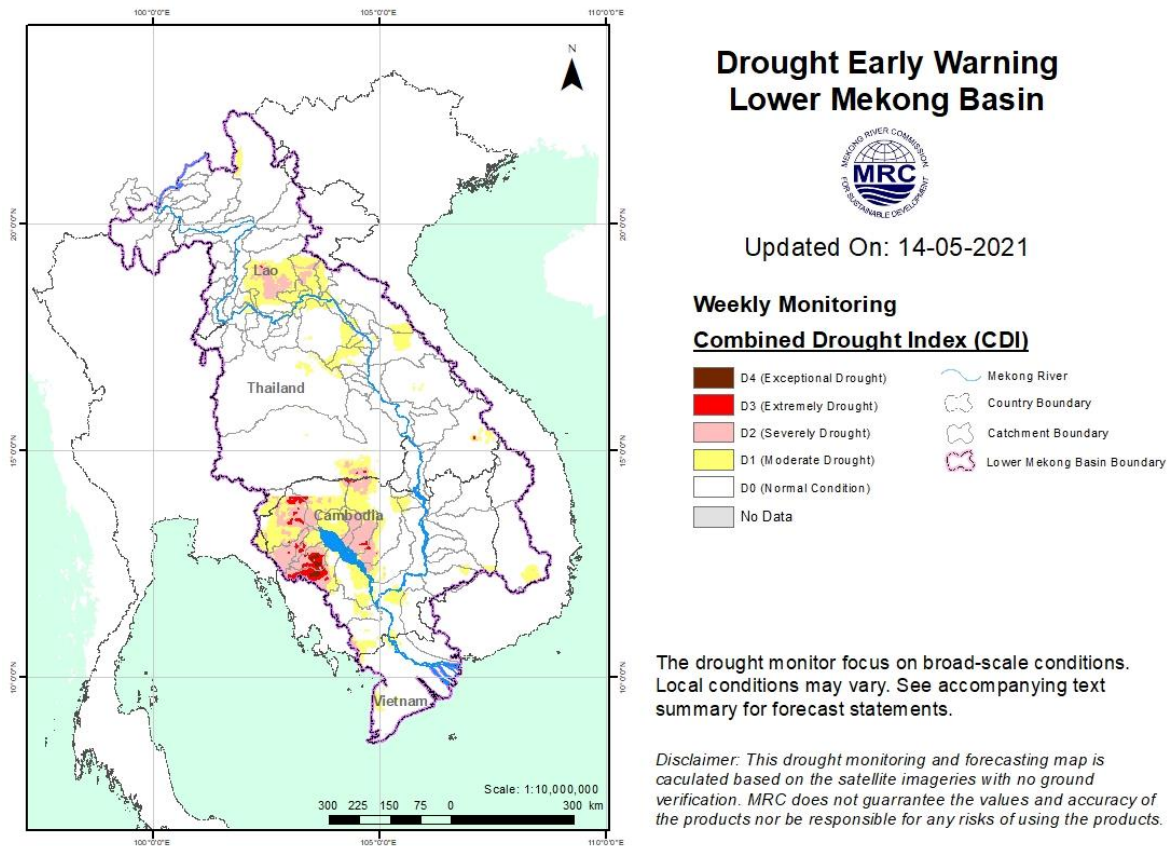 100°0'0"E
105°0'0"E
110°0'0"E
N
20°0'0"N
20°0'0"N
15°0'0"N
15°0'0"N
10°0'0"N
10°0'0"N
Lao
Thailand
Cambodia
Vietnam
Scale: 1:10,000,000
300 225 150 75 0 300 km
100°0'0"E
105°0'0"E
110°0'0"E
Drought Early Warning
Lower Mekong Basin
MEKONG RIVER COMMISSION
MRC
FOR SUSTAINABLE DEVELOPMENT
Updated On: 14-05-2021
Weekly Monitoring
Combined Drought Index (CDI)
D4 (Exceptional Drought)
D3 (Extremely Drought)
D2 (Severely Drought)
D1 (Moderate Drought)
D0 (Normal Condition)
No Data
Mekong River
Country Boundary
Catchment Boundary
Lower Mekong Basin Boundary
The drought monitor focus on broad-scale conditions.
Local conditions may vary. See accompanying text
summary for forecast statements.
Disclaimer: This drought monitoring and forecasting map is
caculated based on the satellite imageries with no ground
verification. MRC does not guarrantee the values and accuracy of
the products nor be responsible for any risks of using the products.